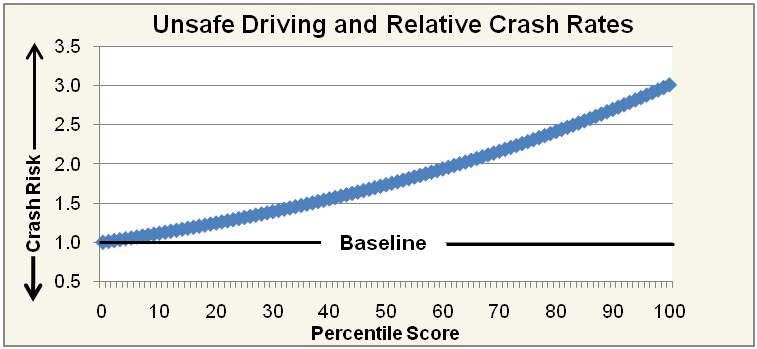 Unsafe Driving and Relative Crash Rates
3.5
3.0
2.5
2.0
1.5
1.0
0.5
Crash Risk
Baseline
0 10 20 30 40 50 60 70 80 90 100
Percentile Score